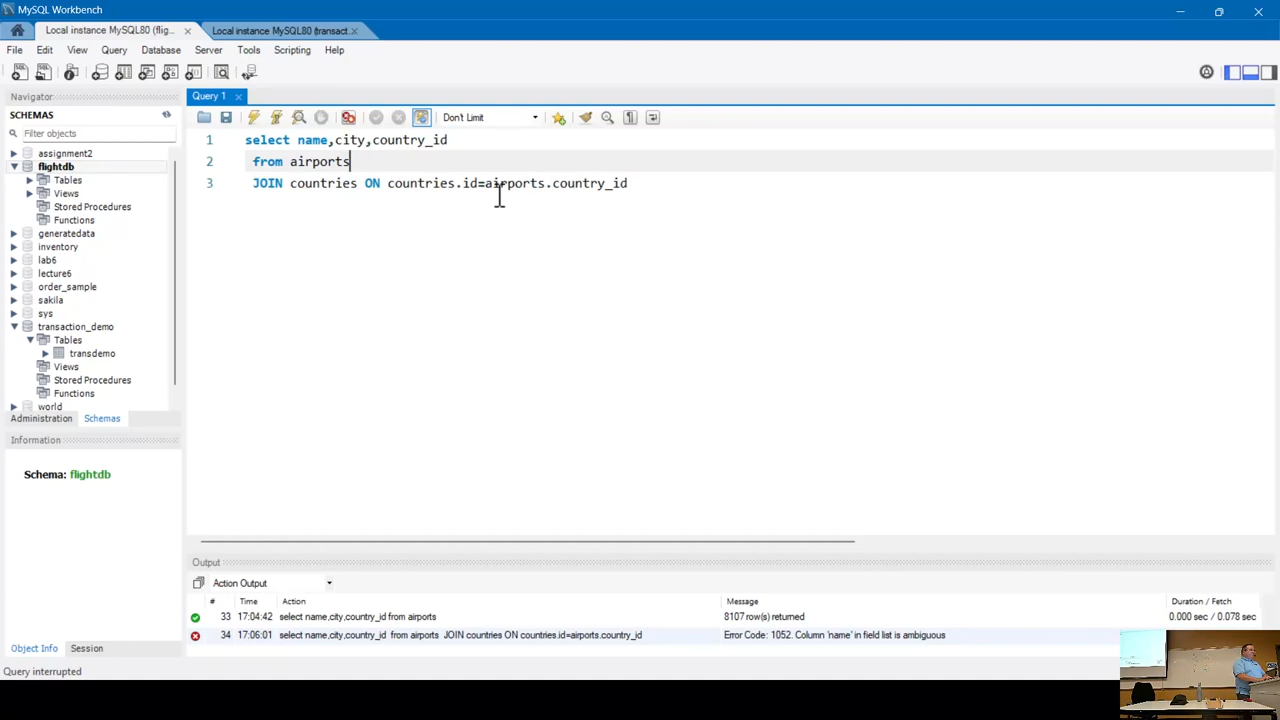 MySQL Workbench
Local instance MySQL80 (flig...
Local instance MySQL80 (transact...
File Edit View Query Database Server Tools Scripting Help
Navigator
SCHEMAS
Filter objects
assignment2
flightdb
Tables
Views
Stored Procedures
Functions
generatedata
inventory
lab6
lecture6
order_sample
sakila
sys
transaction_demo
Tables
transdemo
Views
Stored Procedures
Functions
world
Administration Schemas
Information
Schema: flightdb
Object Info Session
Query interrupted
Query 1
Don't Limit
1 select name,city,country_id
2 from airports
3 JOIN countries ON countries.id=airports.country_id
Output
Action Output
# Time Action Message Duration / Fetch
33 17:04:42 select name,city,country_id from airports 8107 row(s) returned 0.000 sec / 0.078 sec
34 17:06:01 select name,city,country_id from airports JOIN countries ON countries.id=airports.country_id Error Code: 1052. Column 'name' in field list is ambiguous